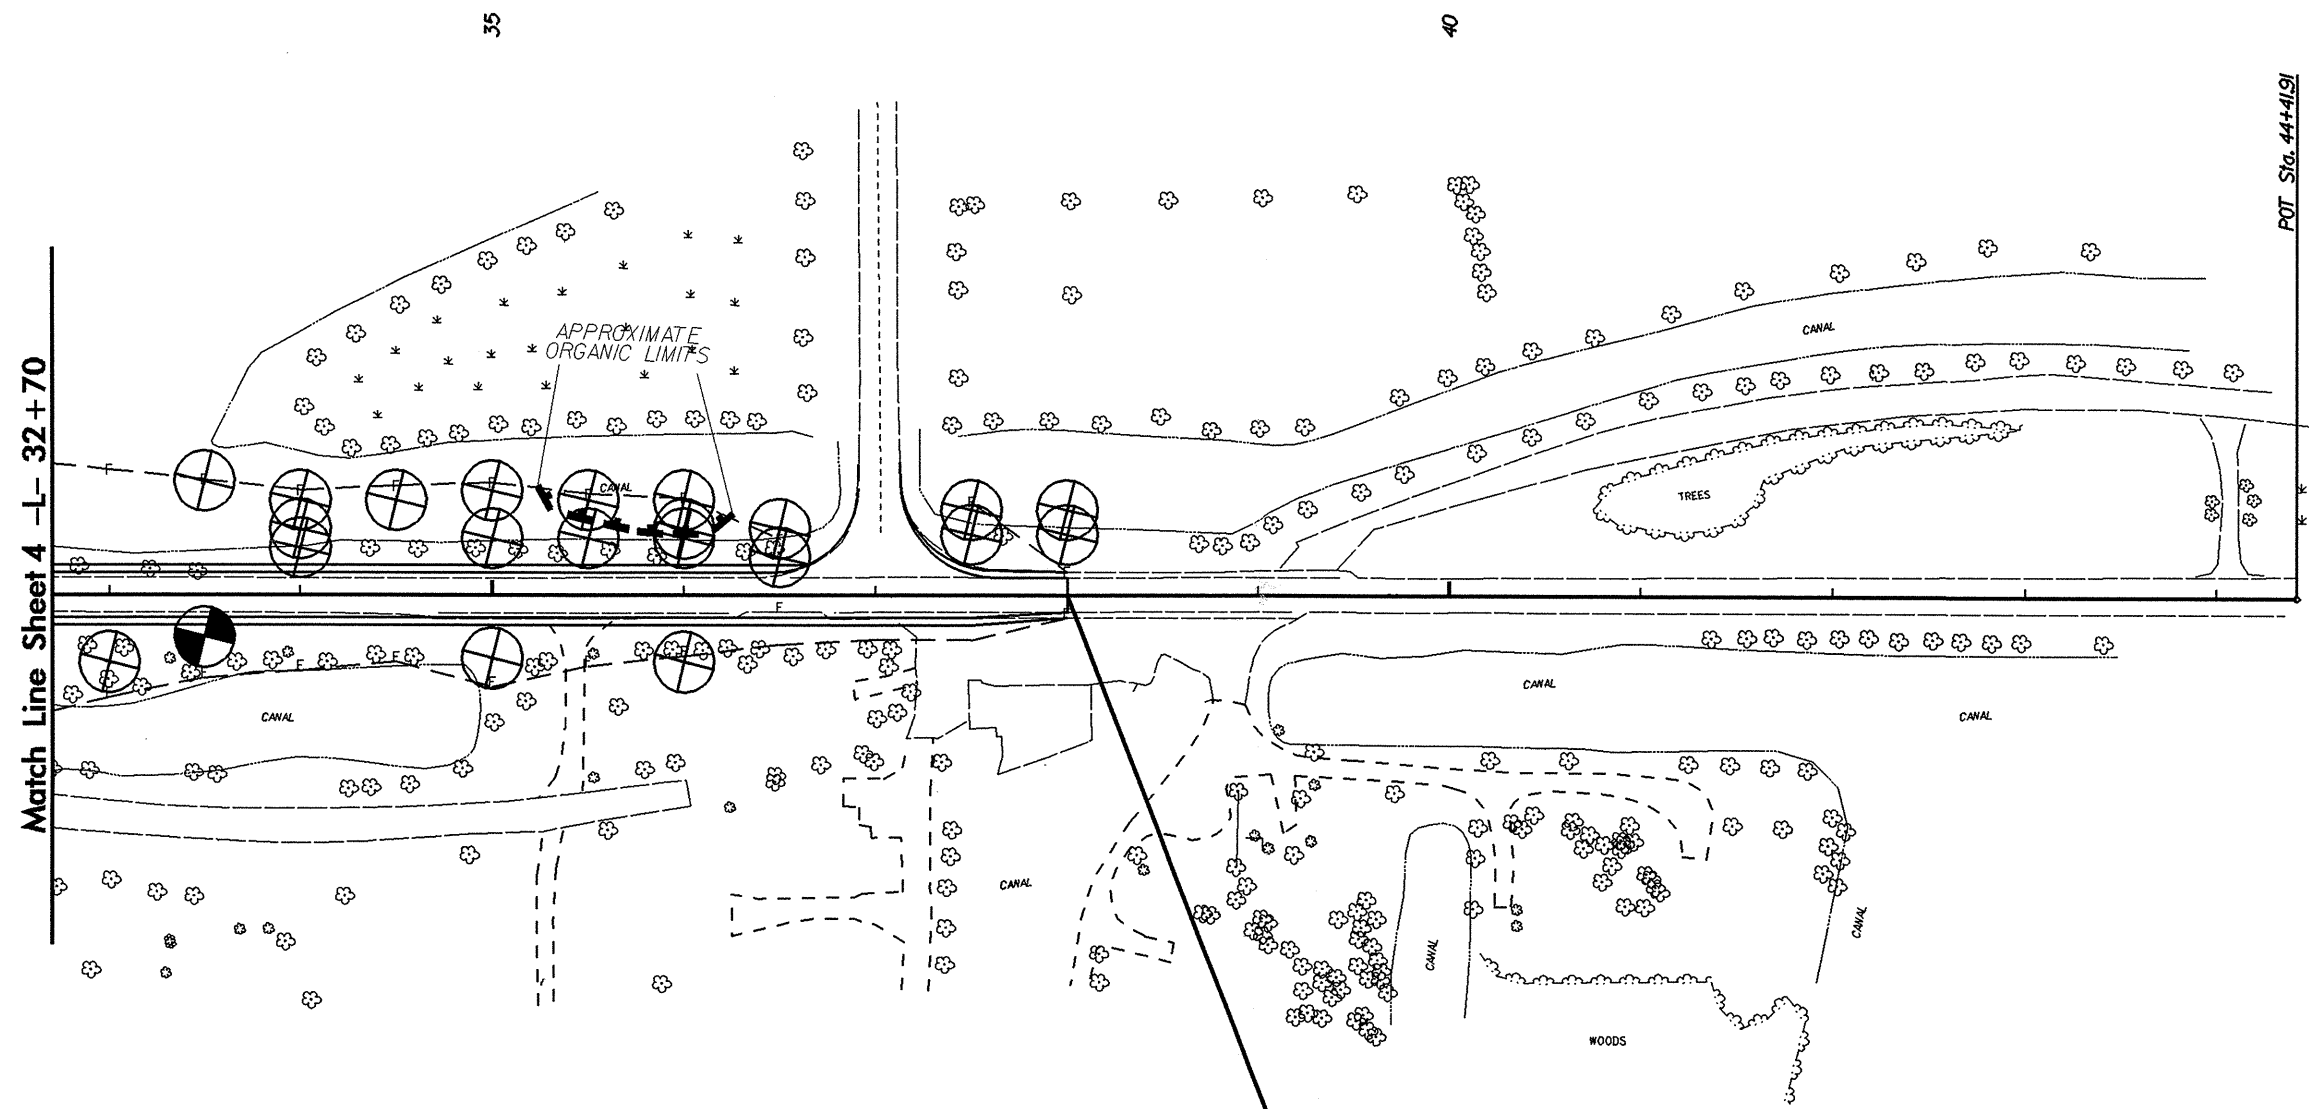 35
40
POT Sta. 44+41.91
Match Line Sheet 4 -L- 32+70
APPROXIMATE
ORGANIC LIMITS
CANAL
TREES
F
F
F
F
F
F
F
F
CANAL
F
F
F
F
F
CANAL
CANAL
CANAL
CANAL
CANAL
CANAL
WOODS